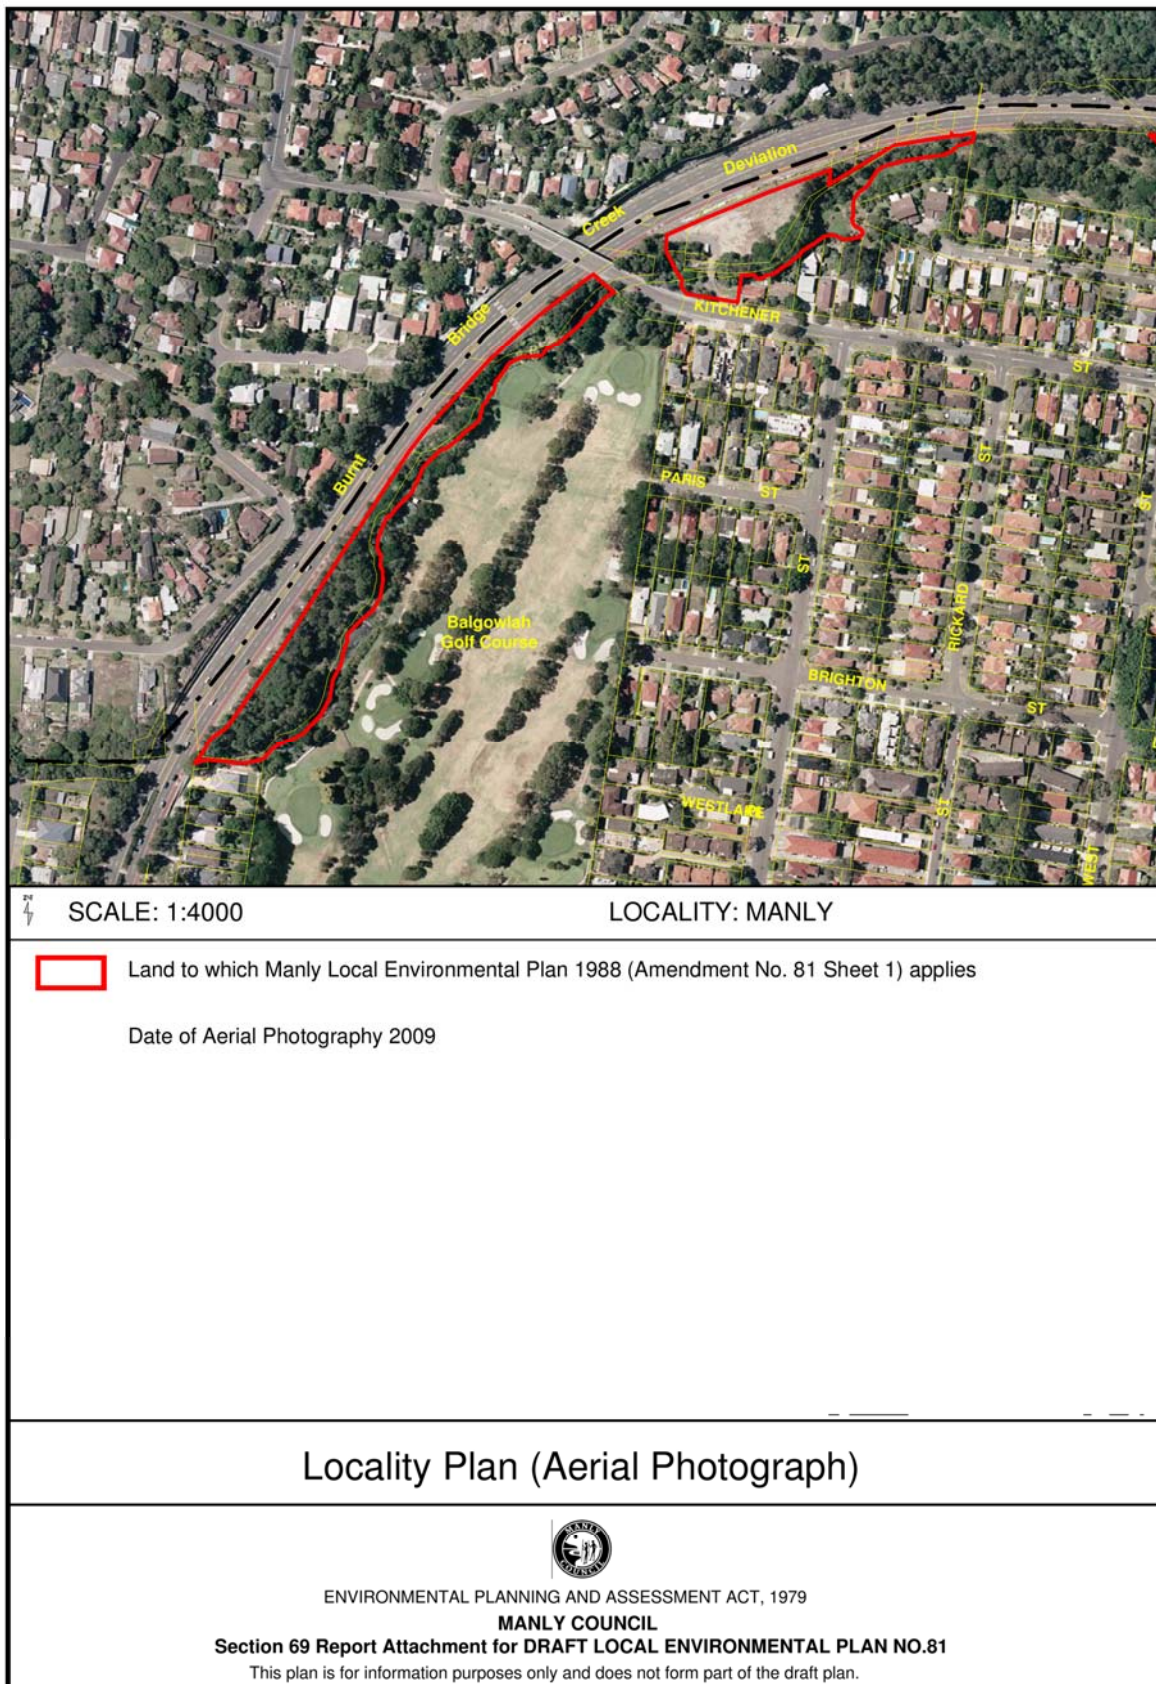 Deviation
Creek
Bridge
Burnt
KITCHENER
ST
PARIS
ST
ST
ST
ST
RICKARD
Balgowlah
Golf Course
BRIGHTON
ST
WESTLAKE
ST
WEST
SCALE: 1:4000
LOCALITY: MANLY
Land to which Manly Local Environmental Plan 1988 (Amendment No. 81 Sheet 1) applies
Date of Aerial Photography 2009
Locality Plan (Aerial Photograph)
MANLY
COUNCIL
ENVIRONMENTAL PLANNING AND ASSESSMENT ACT, 1979
MANLY COUNCIL
Section 69 Report Attachment for DRAFT LOCAL ENVIRONMENTAL PLAN NO.81
This plan is for information purposes only and does not form part of the draft plan.